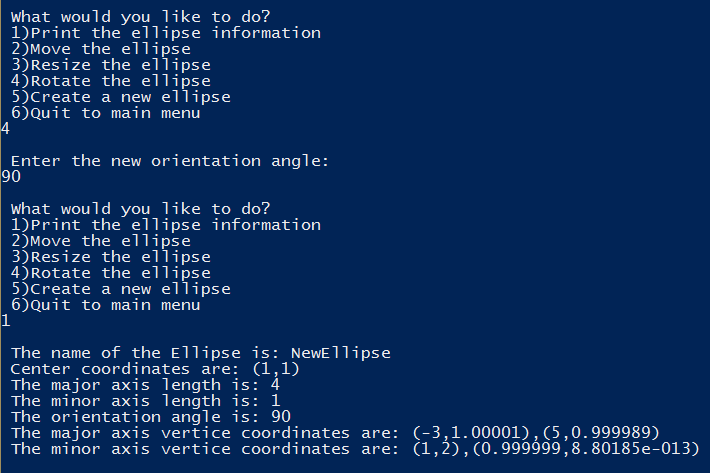 What would you like to do?
1)Print the ellipse information
2)Move the ellipse
3)Resize the ellipse
4)Rotate the ellipse
5)Create a new ellipse
6)Quit to main menu
4
Enter the new orientation angle:
90
What would you like to do?
1)Print the ellipse information
2)Move the ellipse
3)Resize the ellipse
4)Rotate the ellipse
5)Create a new ellipse
6)Quit to main menu
1
The name of the Ellipse is: NewEllipse
Center coordinates are: (1,1)
The major axis length is: 4
The minor axis length is: 1
The orientation angle is: 90
The major axis vertice coordinates are: (-3,1.00001),(5,0.999989)
The minor axis vertice coordinates are: (1,2),(0.999999,8.80185e-013)